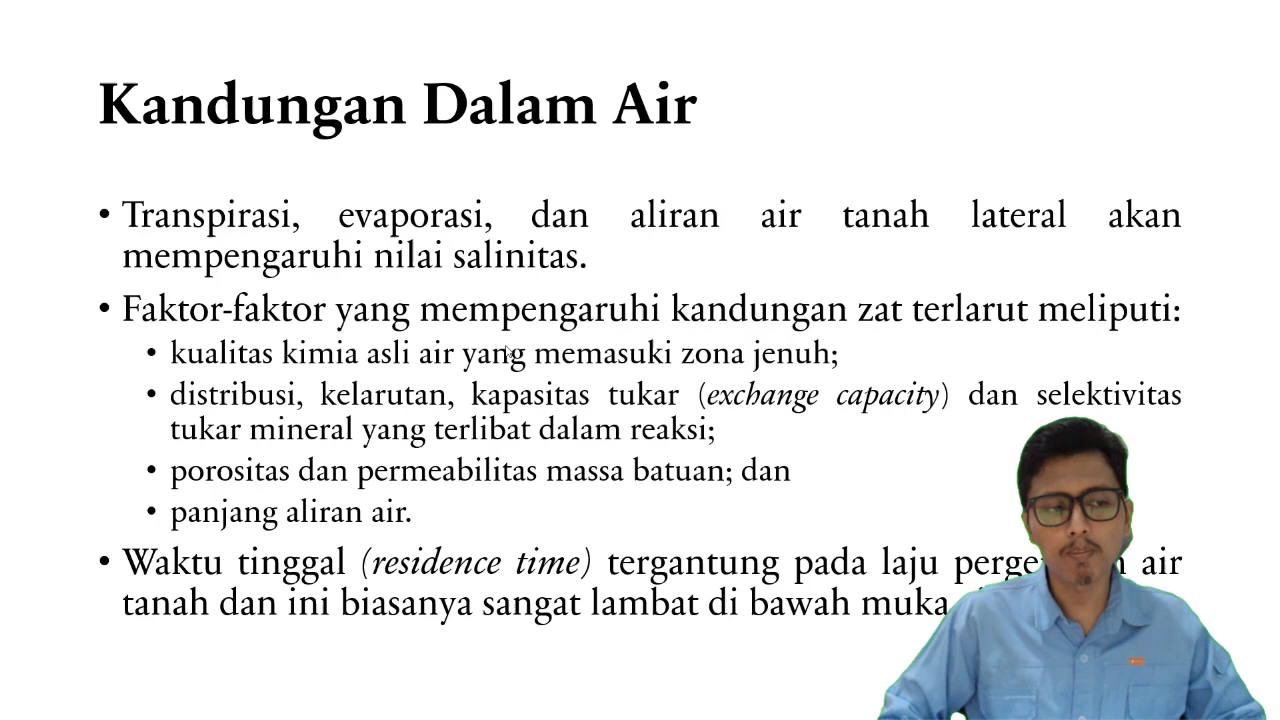 Kandungan Dalam Air
• Transpirasi, evaporasi, dan aliran air tanah lateral akan
mempengaruhi nilai salinitas.
• Faktor-faktor yang mempengaruhi kandungan zat terlarut meliputi:
• kualitas kimia asli air yang memasuki zona jenuh;
• distribusi, kelarutan, kapasitas tukar (exchange capacity) dan selektivitas
tukar mineral yang terlibat dalam reaksi;
• porositas dan permeabilitas massa batuan; dan
• panjang aliran air.
• Waktu tinggal (residence time) tergantung pada laju air
tanah dan ini biasanya sangat lambat di bawah muka